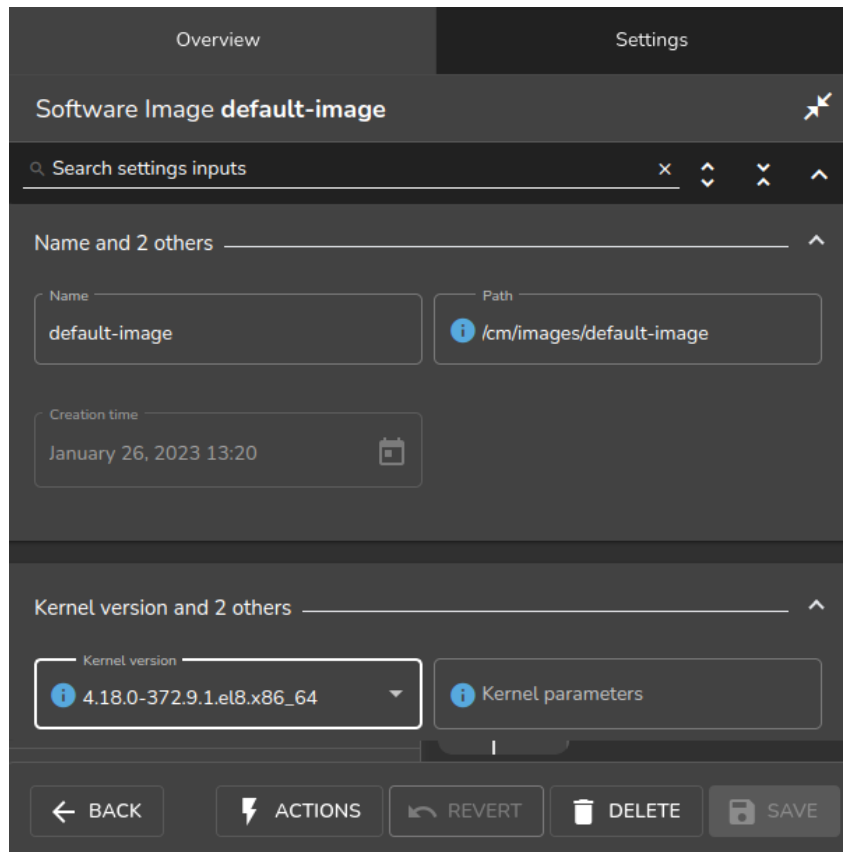 Overview Settings
Software Image default-image
Search settings inputs
Name and 2 others
Name Path
default-image /cm/images/default-image
Creation time
January 26, 2023 13:20
Kernel version and 2 others
Kernel version
4.18.0-372.9.1.el8.x86_64 Kernel parameters
BACK ACTIONS REVERT DELETE SAVE